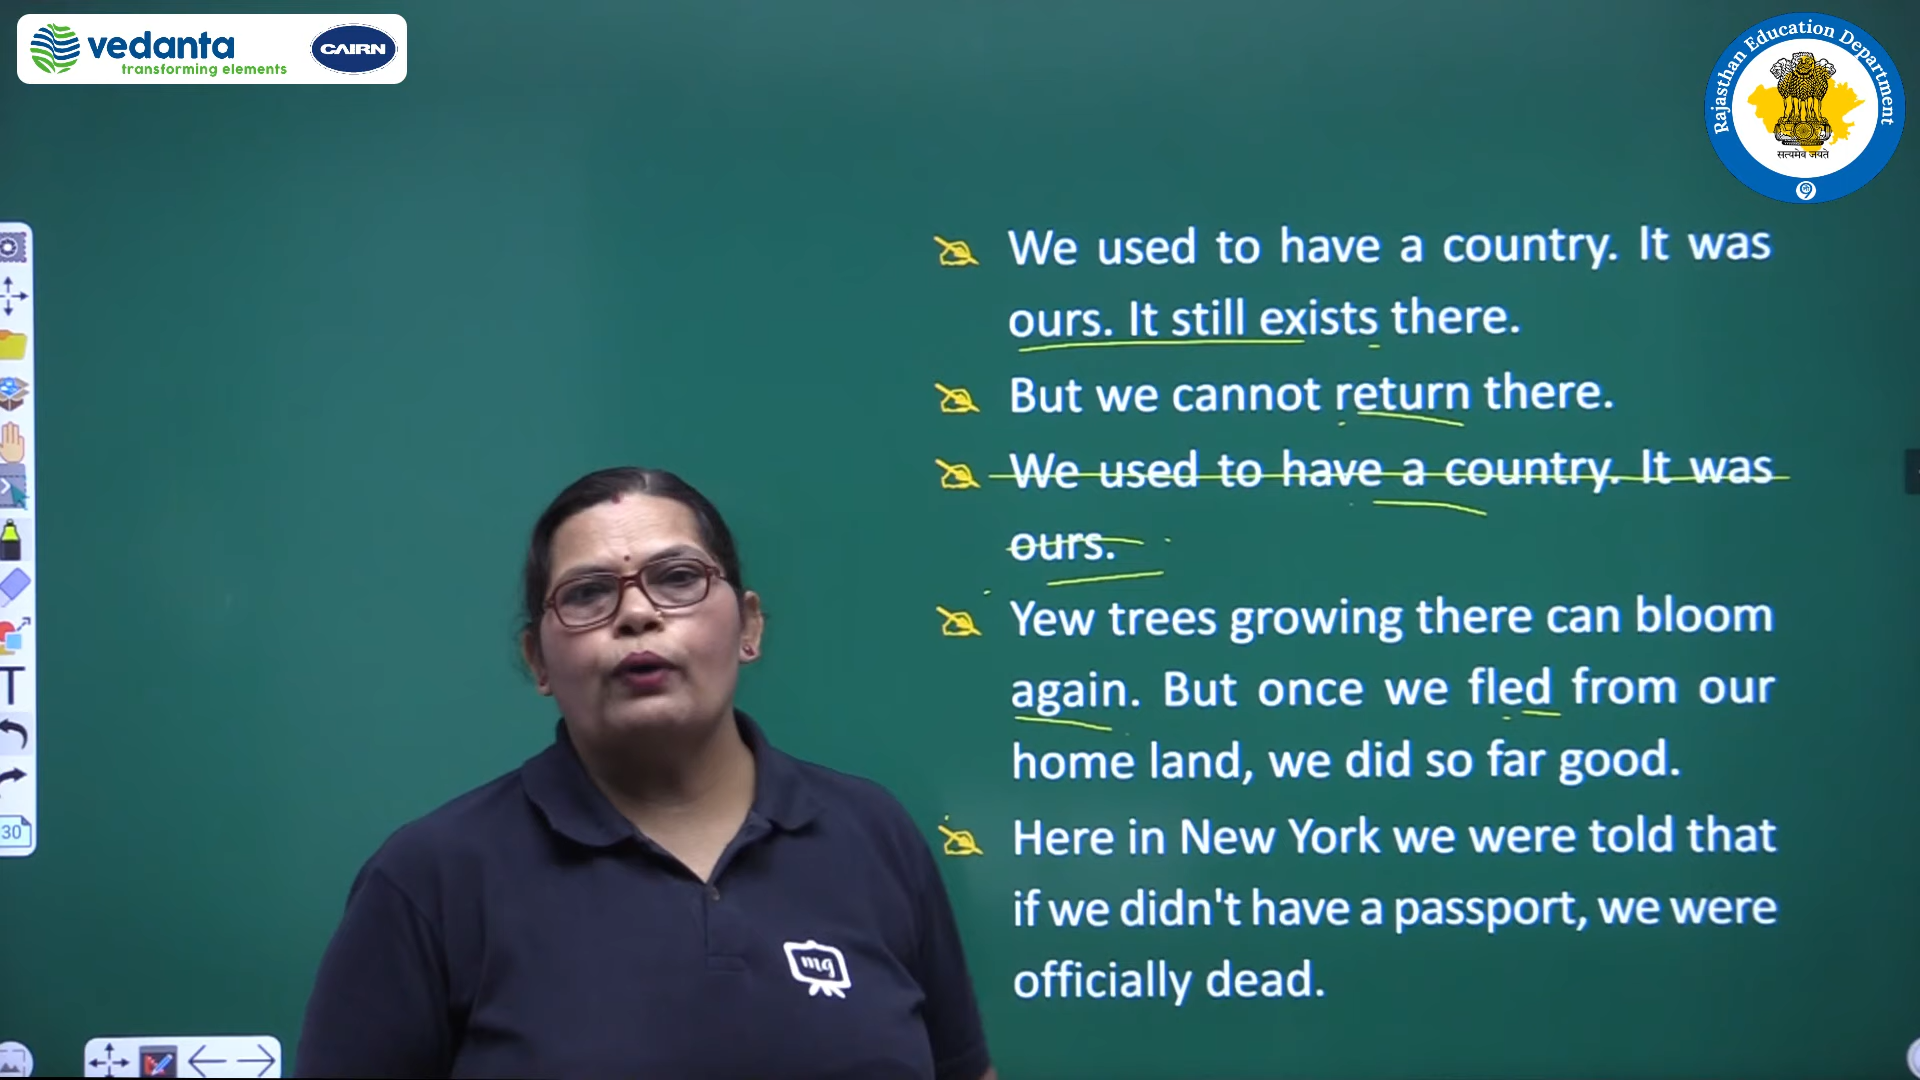 vedanta
transforming elements
CAIRN
Rajasthan Education Department
सत्यमेव जयते
We used to have a country. It was
ours. It still exists there.
But we cannot return there.
We used to have a country. It was
ours.
Yew trees growing there can bloom
again. But once we fled from our
home land, we did so far good.
Here in New York we were told that
if we didn't have a passport, we were
officially dead.
mg
T
30